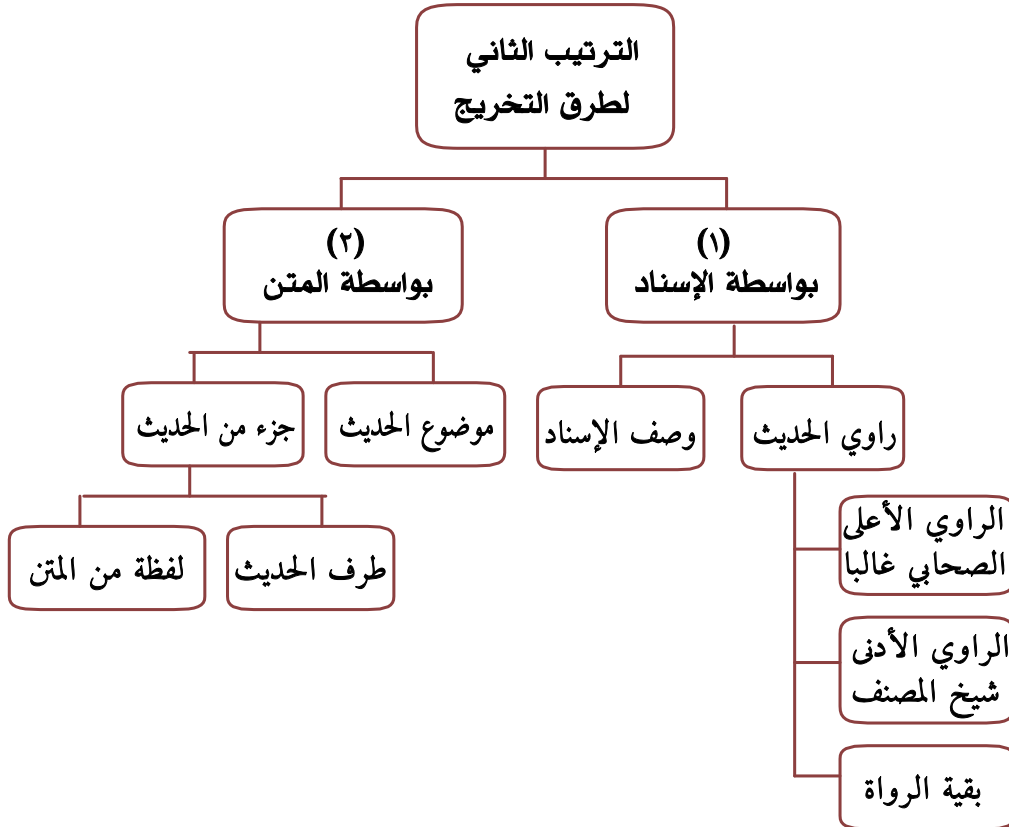 الترتيب الثاني
لطرق التخريج
(١)
بواسطة الإسناد
(٢)
بواسطة المتن
راوي الحديث
وصف الإسناد
موضوع الحديث
جزء من الحديث
الراوي الأعلى
الصحابي غالبا
الراوي الأدنى
شيخ المصنف
بقية الرواة
طرف الحديث
لفظة من المتن